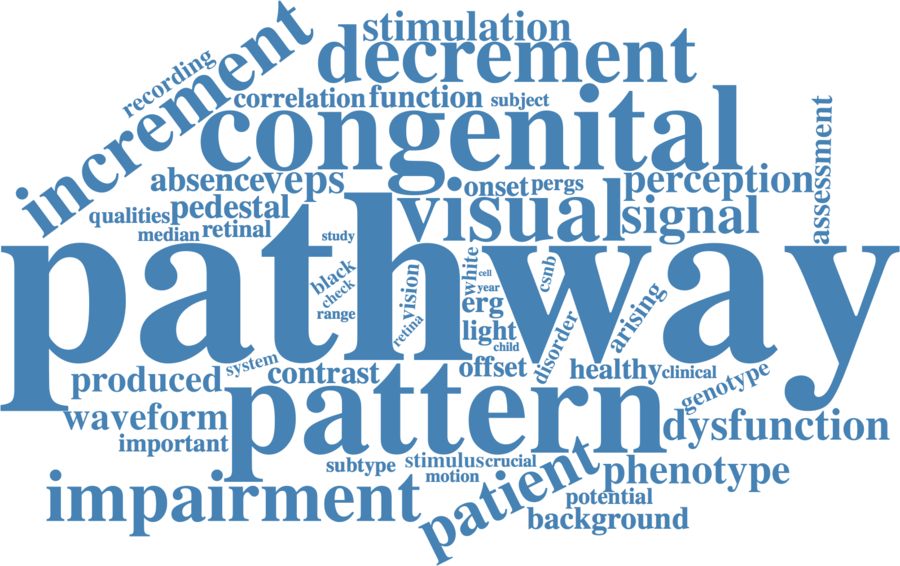 stimulation
decrement
increment
recording
correlation
function
subject
congenital
assessment
absence
veps
onset
pergs
perception
qualities
pedestal
visual
signal
median
retinal
study
pathway
black
white
cell
csnb
check
vision
year
range
erg
arising
retina
light
disorder
child
system
contrast
offset
healthy
clinical
produced
genotype
pattern
waveform
dysfunction
important
subtype
stimulus
crucial
motion
patient
phenotype
impairment
potential
background